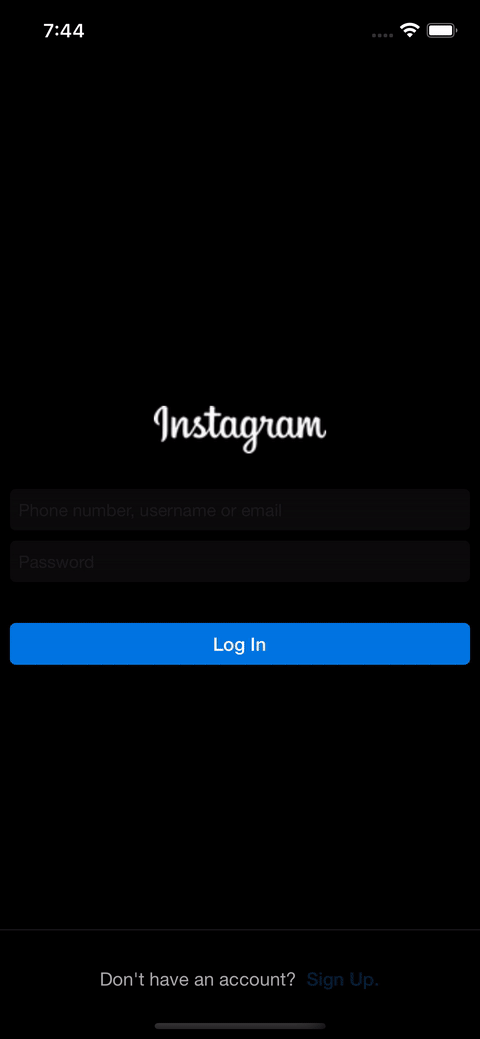 7:44
Instagram
Phone number, username or email
Password
Log In
Don't have an account? Sign Up.